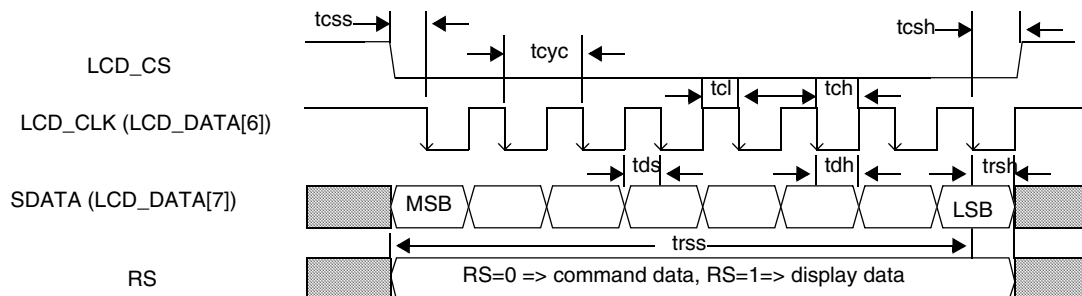 tcss
tcsh
tcyc
LCD_CS
tcl
tch
LCD_CLK (LCD_DATA[6])
tds
tdh
trsh
SDATA (LCD_DATA[7])
MSB
LSB
trss
RS
RS=0 => command data, RS=1=> display data